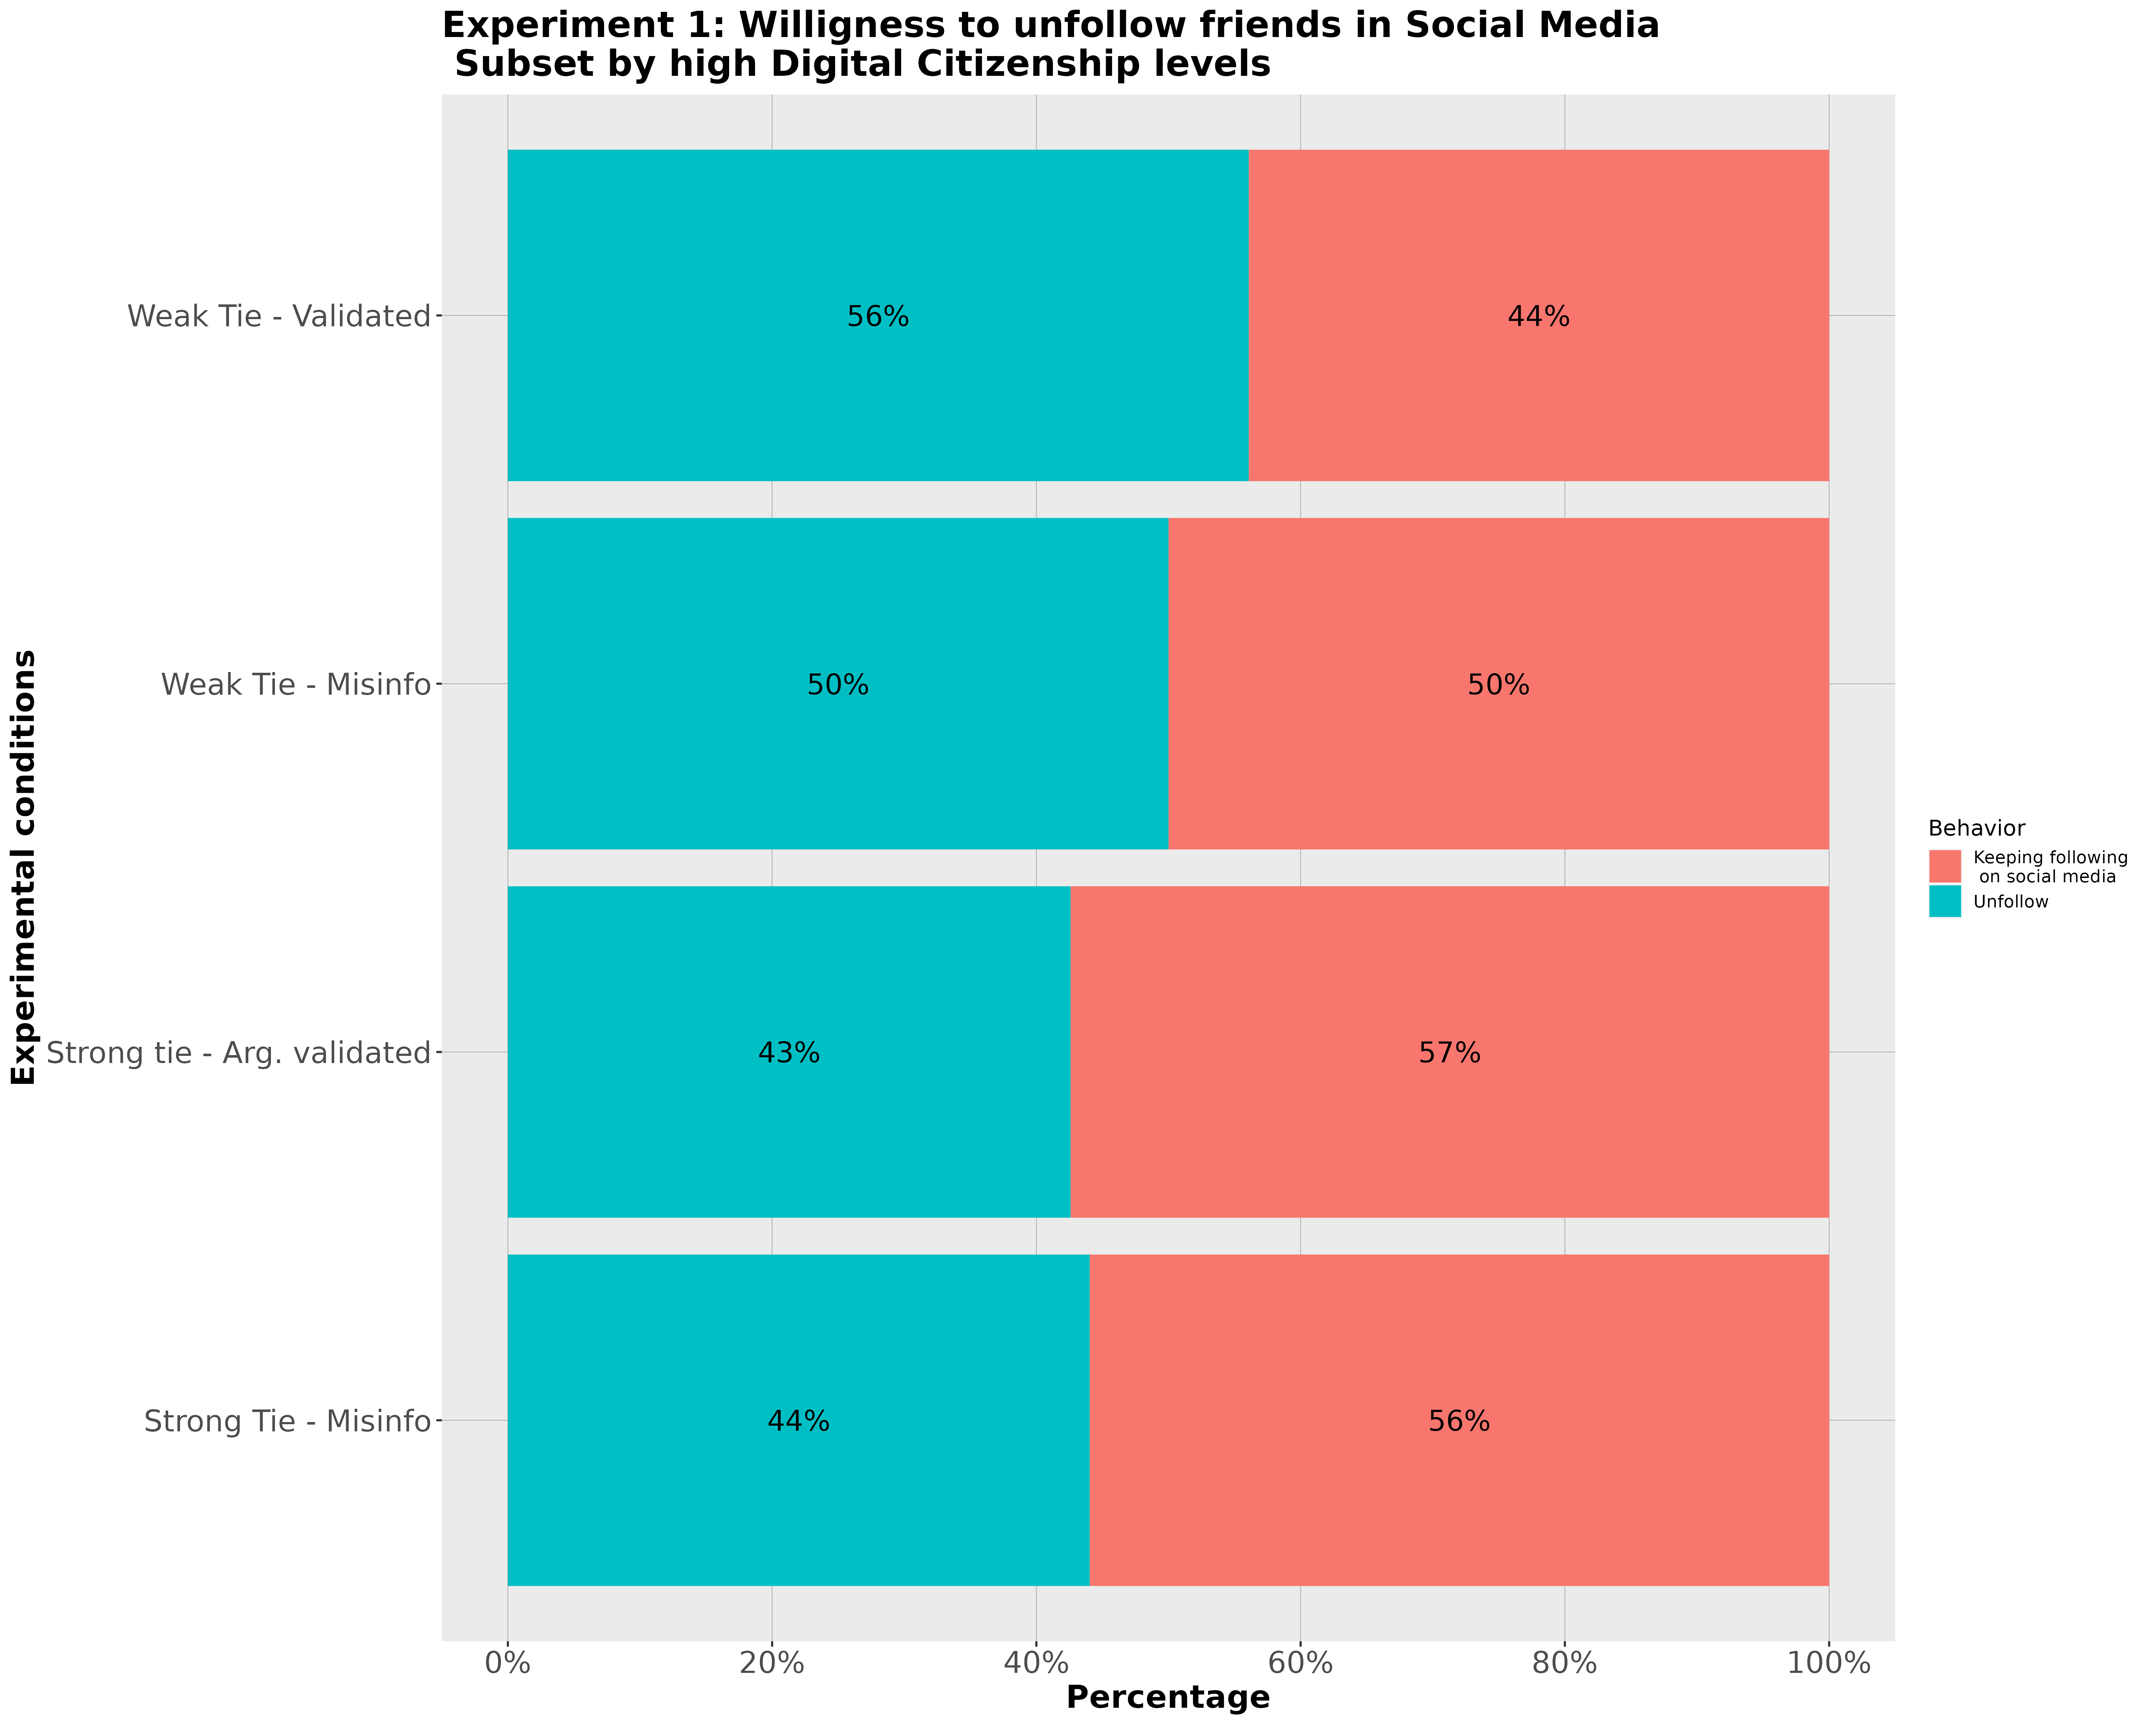 Experiment 1: Willigness to unfollow friends in Social Media
Subset by high Digital Citizenship levels
Experimental conditions
Weak Tie - Validated
56%
44%
Weak Tie - Misinfo
50%
50%
Strong tie - Arg. validated
43%
57%
Strong Tie - Misinfo
44%
56%
0%
20%
40%
60%
80%
100%
Percentage
Behavior
Keeping following
on social media
Unfollow